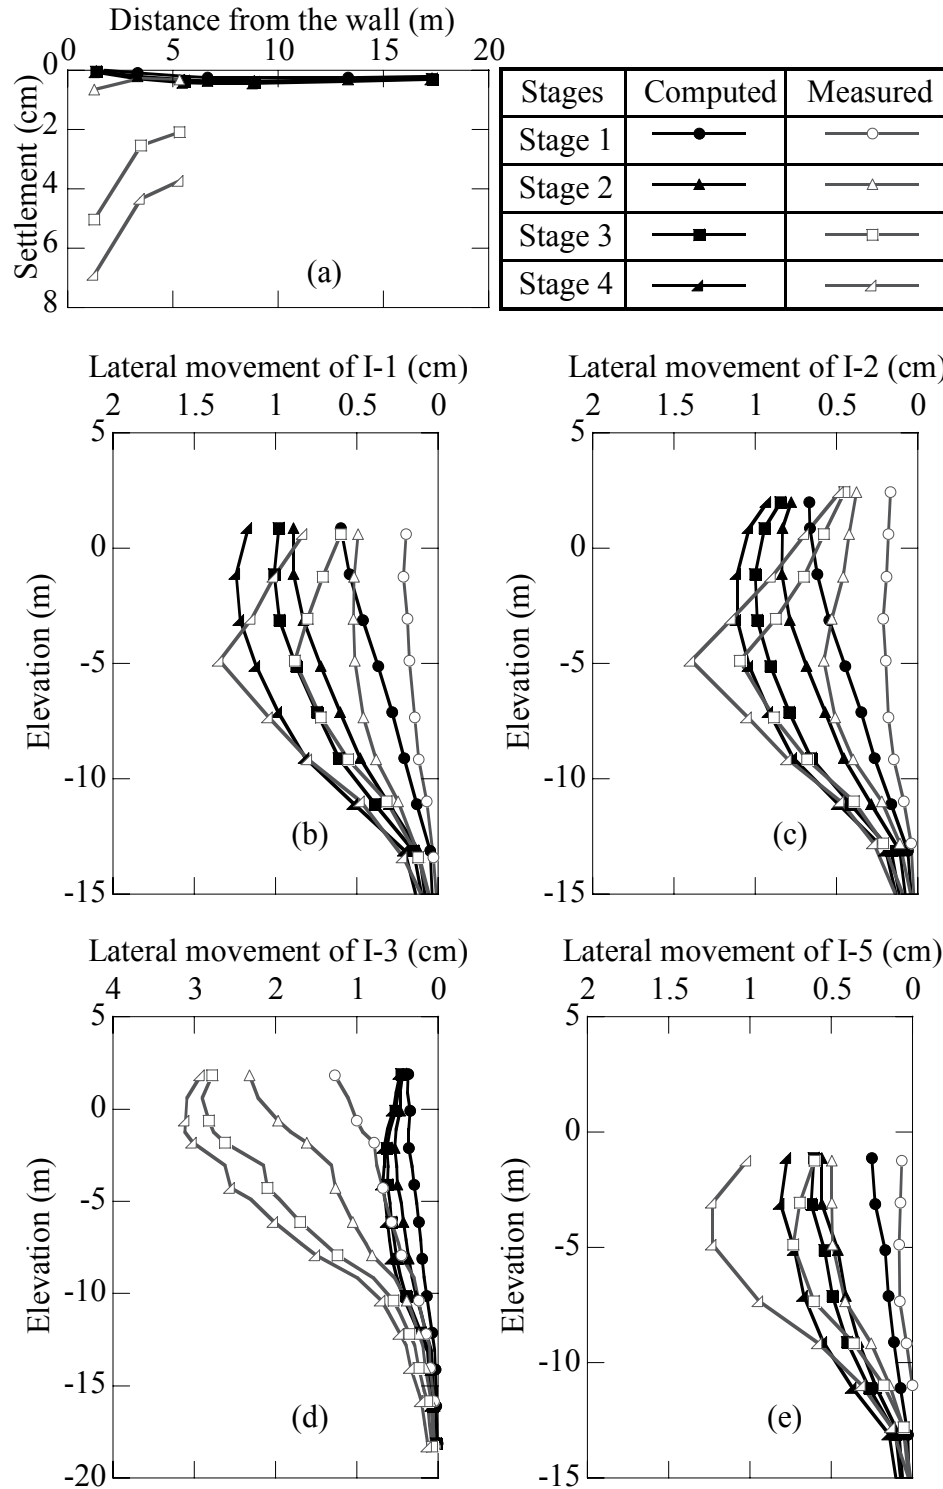 Distance from the wall (m)
0 5 10 15 20
Settlement (cm)
0
2
4
6
8
(a)
Stages Computed Measured
Stage 1
Stage 2
Stage 3
Stage 4
Lateral movement of I-1 (cm)
2 1.5 1 0.5 0
Elevation (m)
5
0
-5
-10
-15
(b)
Lateral movement of I-2 (cm)
2 1.5 1 0.5 0
Elevation (m)
5
0
-5
-10
-15
(c)
Lateral movement of I-3 (cm)
4 3 2 1 0
Elevation (m)
5
0
-5
-10
-15
-20
(d)
Lateral movement of I-5 (cm)
2 1.5 1 0.5 0
Elevation (m)
5
0
-5
-10
-15
(e)